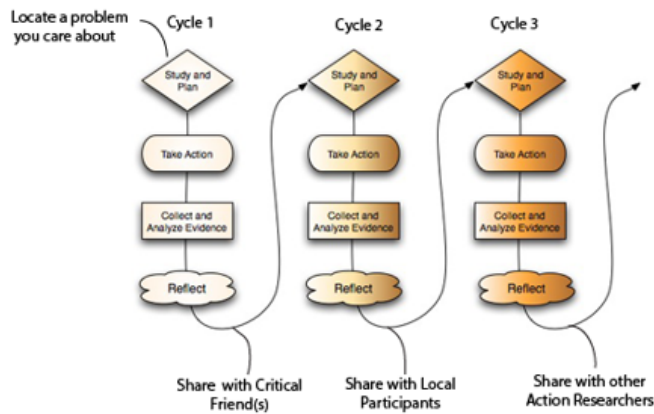 Locate a problem
you care about
Cycle 1
Cycle 2
Cycle 3
Study and
Plan
Study and
Plan
Study and
Plan
Take Action
Take Action
Take Action
Collect and
Analyze Evidence
Collect and
Analyze Evidence
Collect and
Analyze Evidence
Reflect
Reflect
Reflect
Share with Critical
Friend(s)
Share with Local
Participants
Share with other
Action Researchers